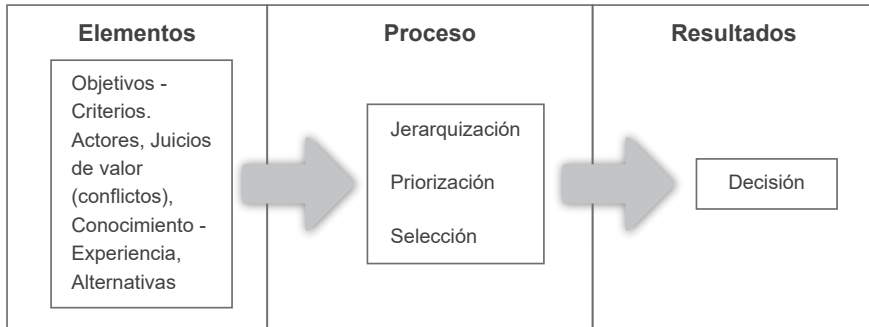 Elementos
Objetivos -
Criterios.
Actores, Juicios
de valor
(conflictos),
Conocimiento -
Experiencia,
Alternativas
Proceso
Jerarquización
Priorización
Selección
Resultados
Decisión